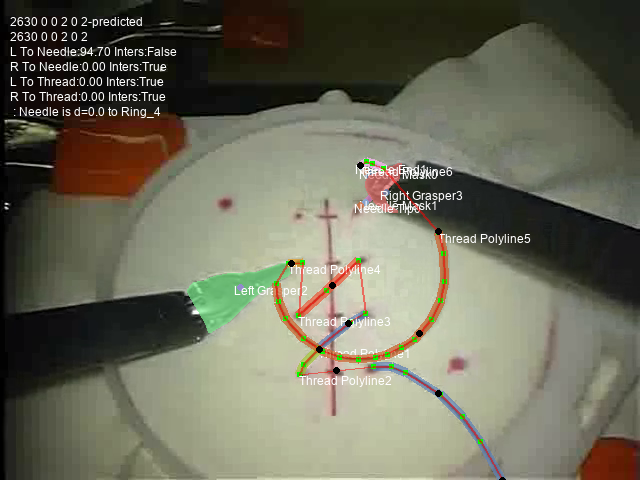 2630 0 0 2 0 2-predicted
2630 0 0 2 0 2
L To Needle:94.70 Inters:False
R To Needle:0.00 Inters:True
L To Thread:0.00 Inters:True
R To Thread:0.00 Inters:True
: Needle is d=0.0 to Ring_4
Right Grasper3
Thread Polyline5
Thread Polyline4
Left Grasper2
Thread Polyline3
Thread Polyline1
Thread Polyline2